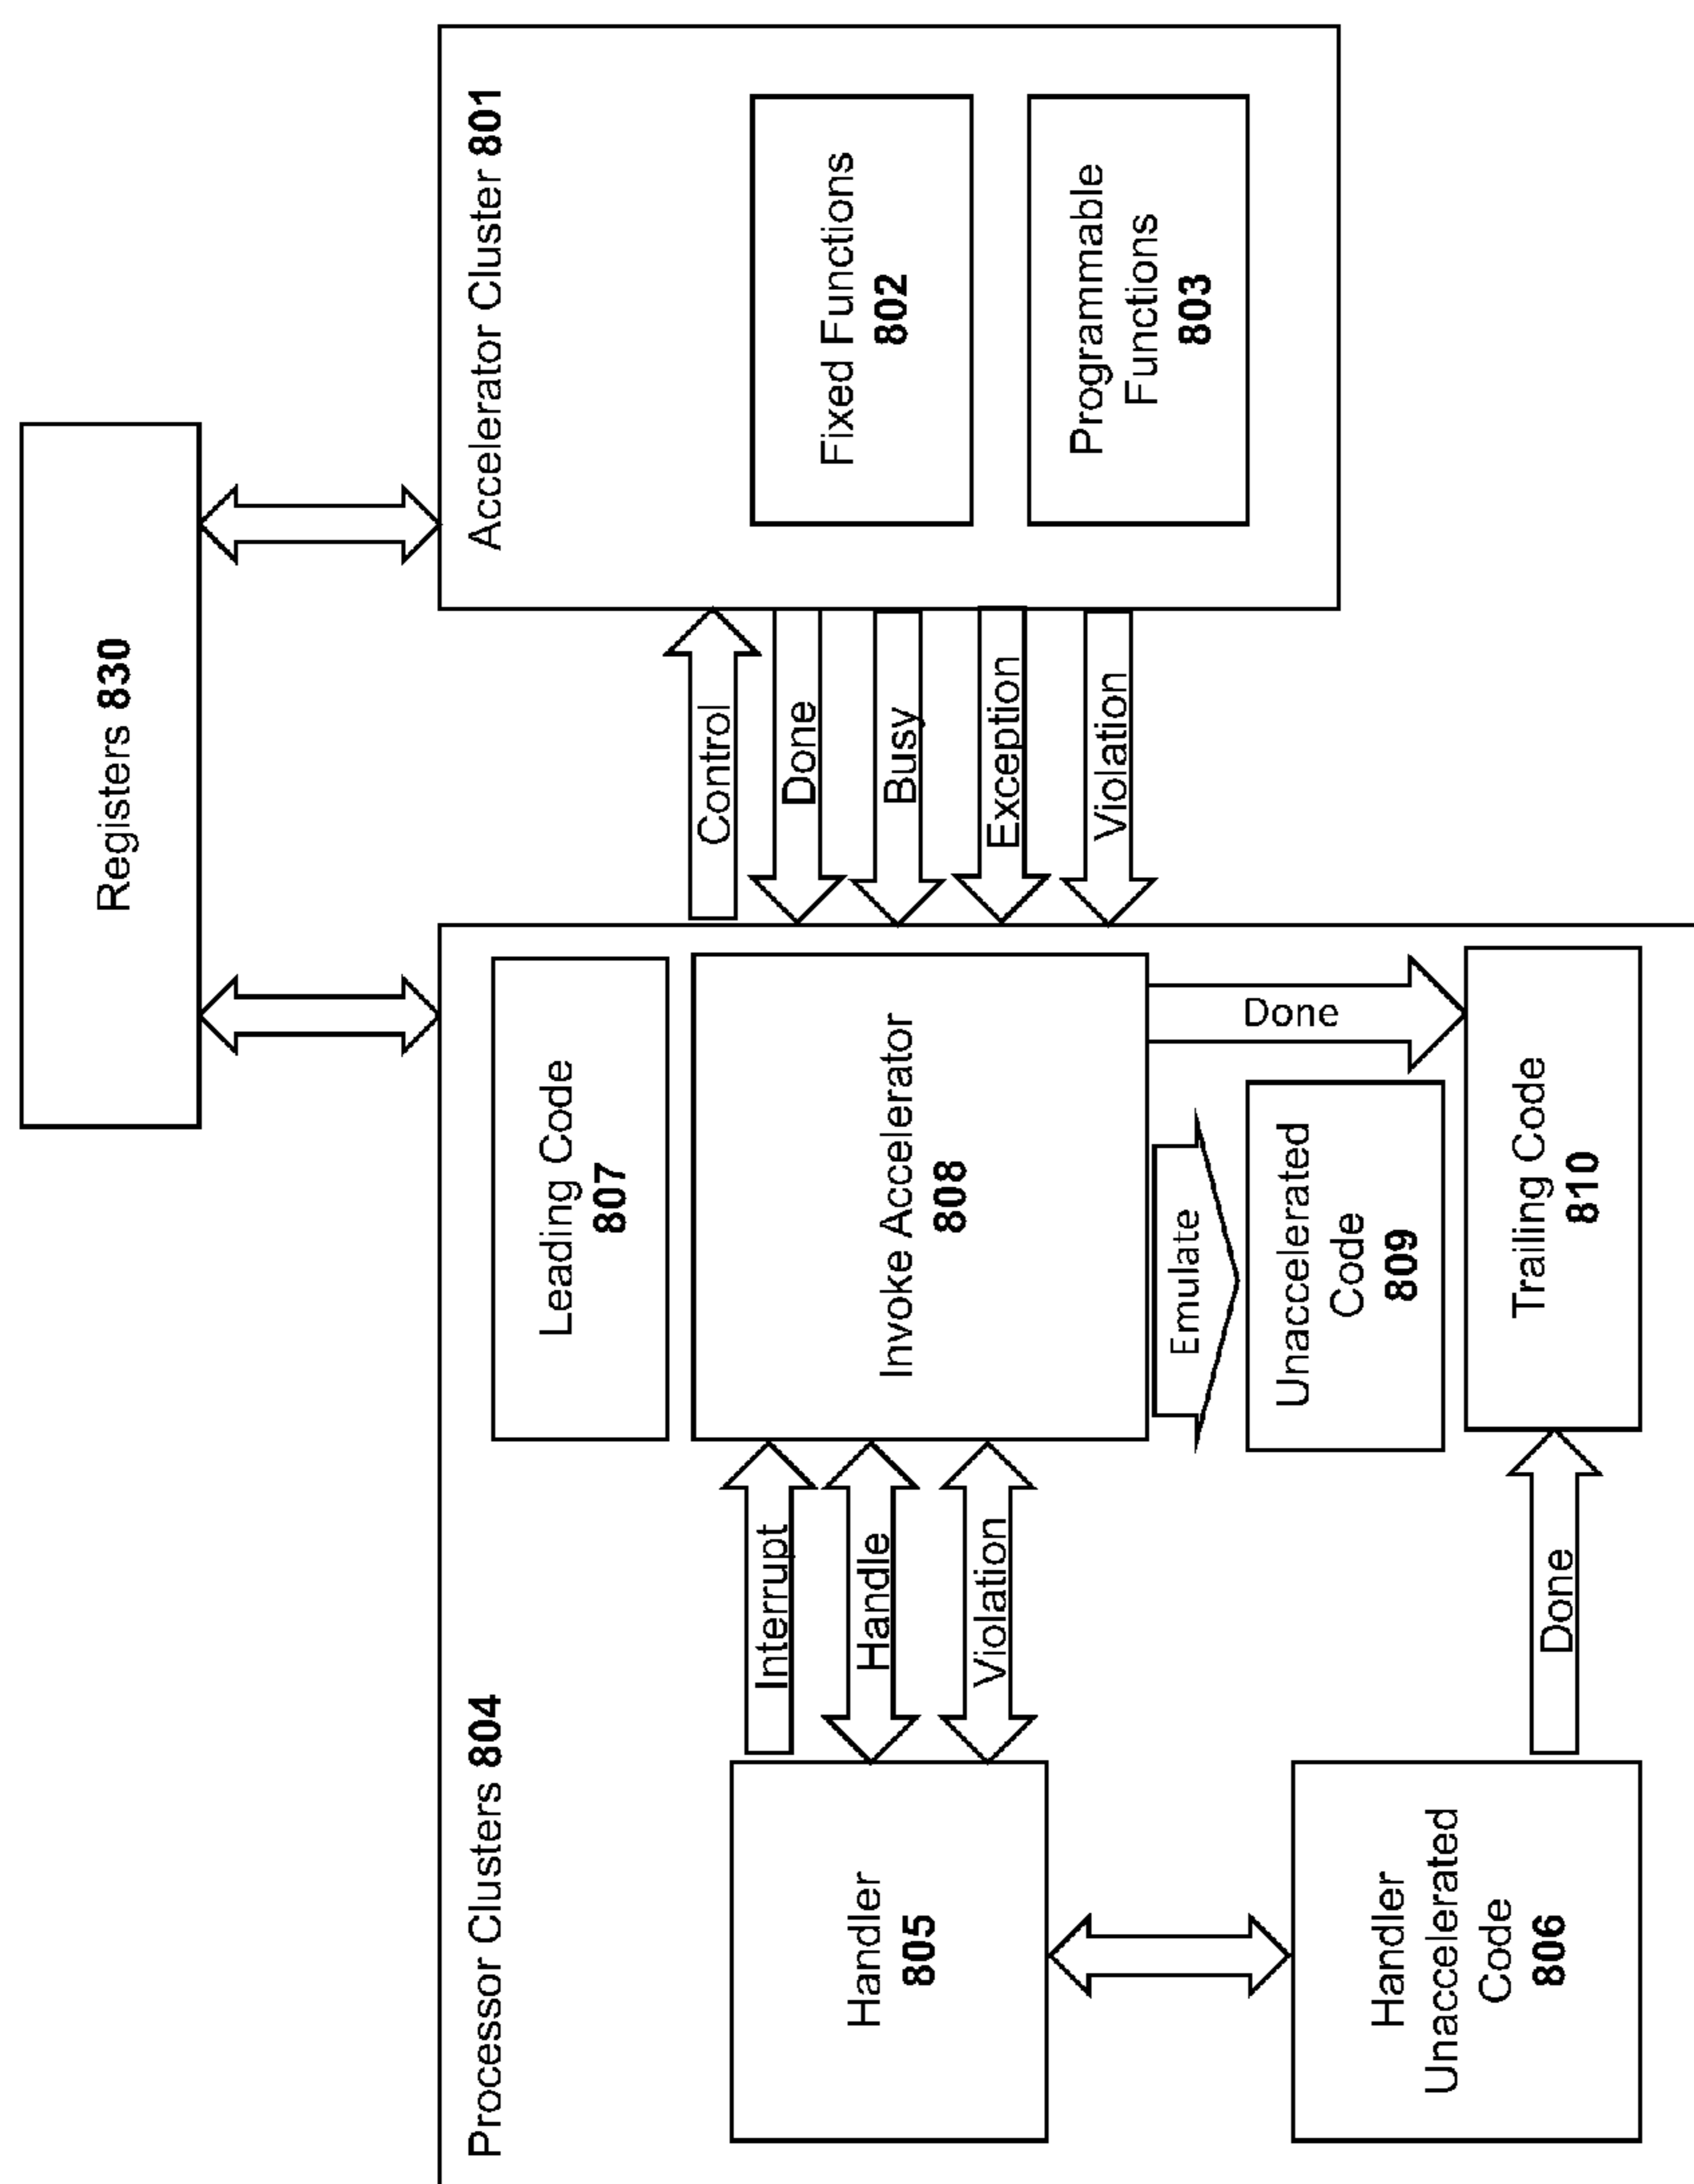 Registers 830
Processor Clusters 804
Accelerator Cluster 801
Leading Code
807
Handler
805
Interrupt
Handle
Violation
Invoke Accelerator
808
Control
Done
Busy
Exception
Violation
Fixed Functions
802
Programmable
Functions
803
Emulate
Done
Unaccelerated
Code
809
Handler
Unaccelerated
Code
806
Done
Trailing Code
810